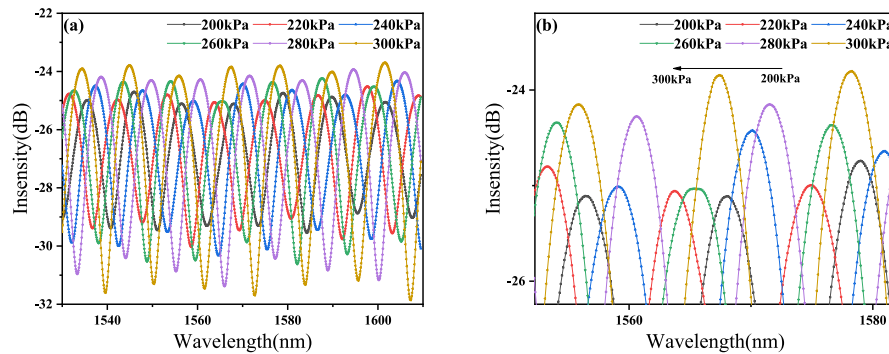 (a)
200kPa 220kPa 240kPa
260kPa 280kPa 300kPa
-22
-24
-26
-28
-30
-32
Insensity(dB)
1540 1560 1580 1600
Wavelength(nm)
(b)
200kPa 220kPa 240kPa
260kPa 280kPa 300kPa
300kPa 200kPa
-24
-25
-26
Insensity(dB)
1560 1580
Wavelength(nm)